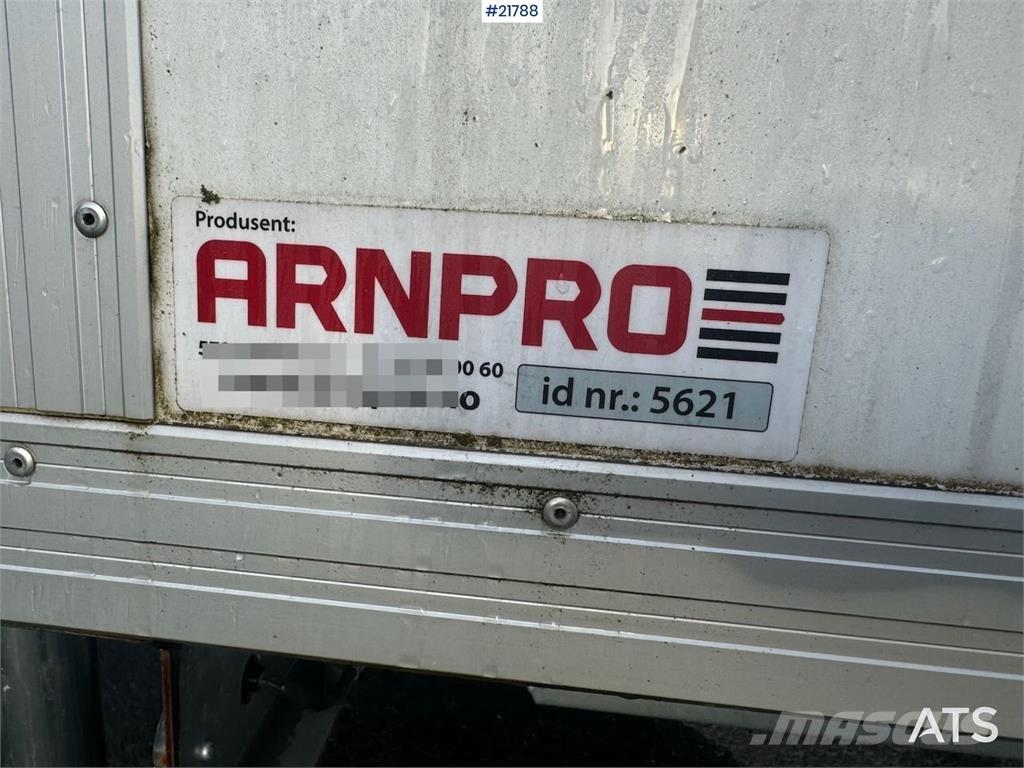 #21788
Produsent:
ARNPRO
00 60
id nr.: 5621
MASCUS
ATS